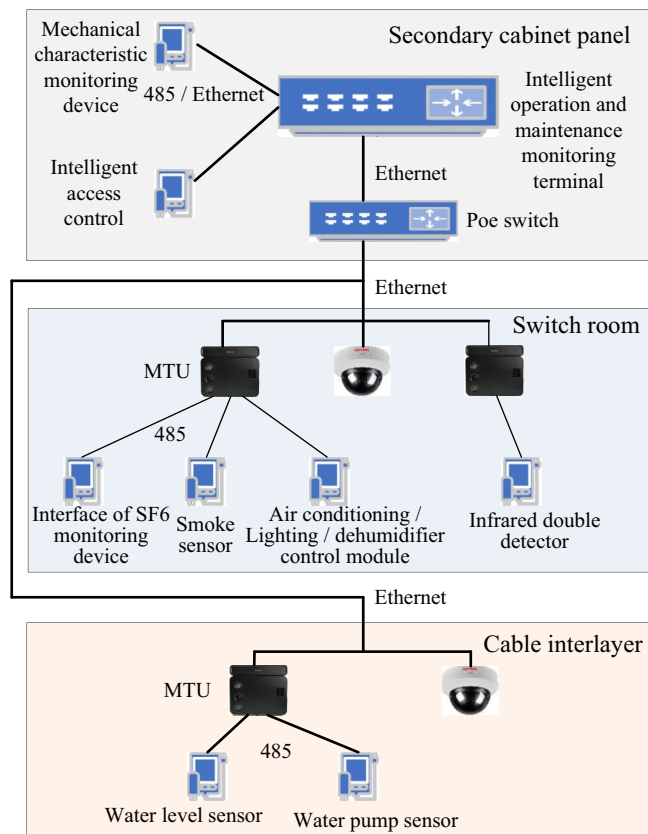 Secondary cabinet panel
Mechanical
characteristic
monitoring
device
485 / Ethernet
Intelligent
operation and
maintenance
monitoring
terminal
Intelligent
access
control
Ethernet
Poe switch
Ethernet
Switch room
MTU
485
Interface of SF6
monitoring
device
Smoke
sensor
Air conditioning /
Lighting / dehumidifier
control module
Infrared double
detector
Ethernet
Cable interlayer
MTU
485
Water level sensor
Water pump sensor